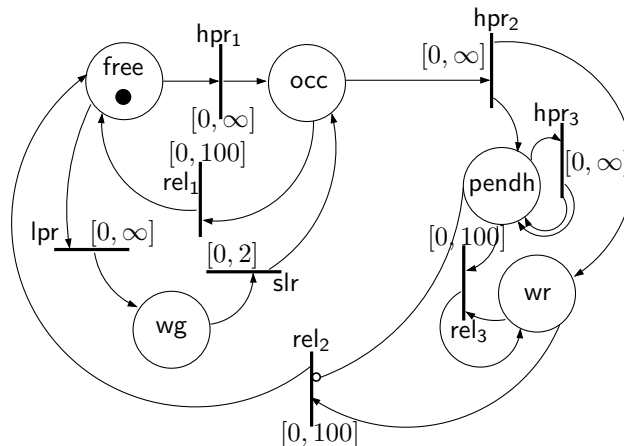 hpr₁
hpr₂
free
occ
[0, ∞]
hpr₃
[0, ∞]
[0, 100]
[0, ∞]
rel₁
pendh
lpr
[0, ∞]
[0, 100]
[0, 2]
slr
wg
wr
rel₃
rel₂
[0, 100]